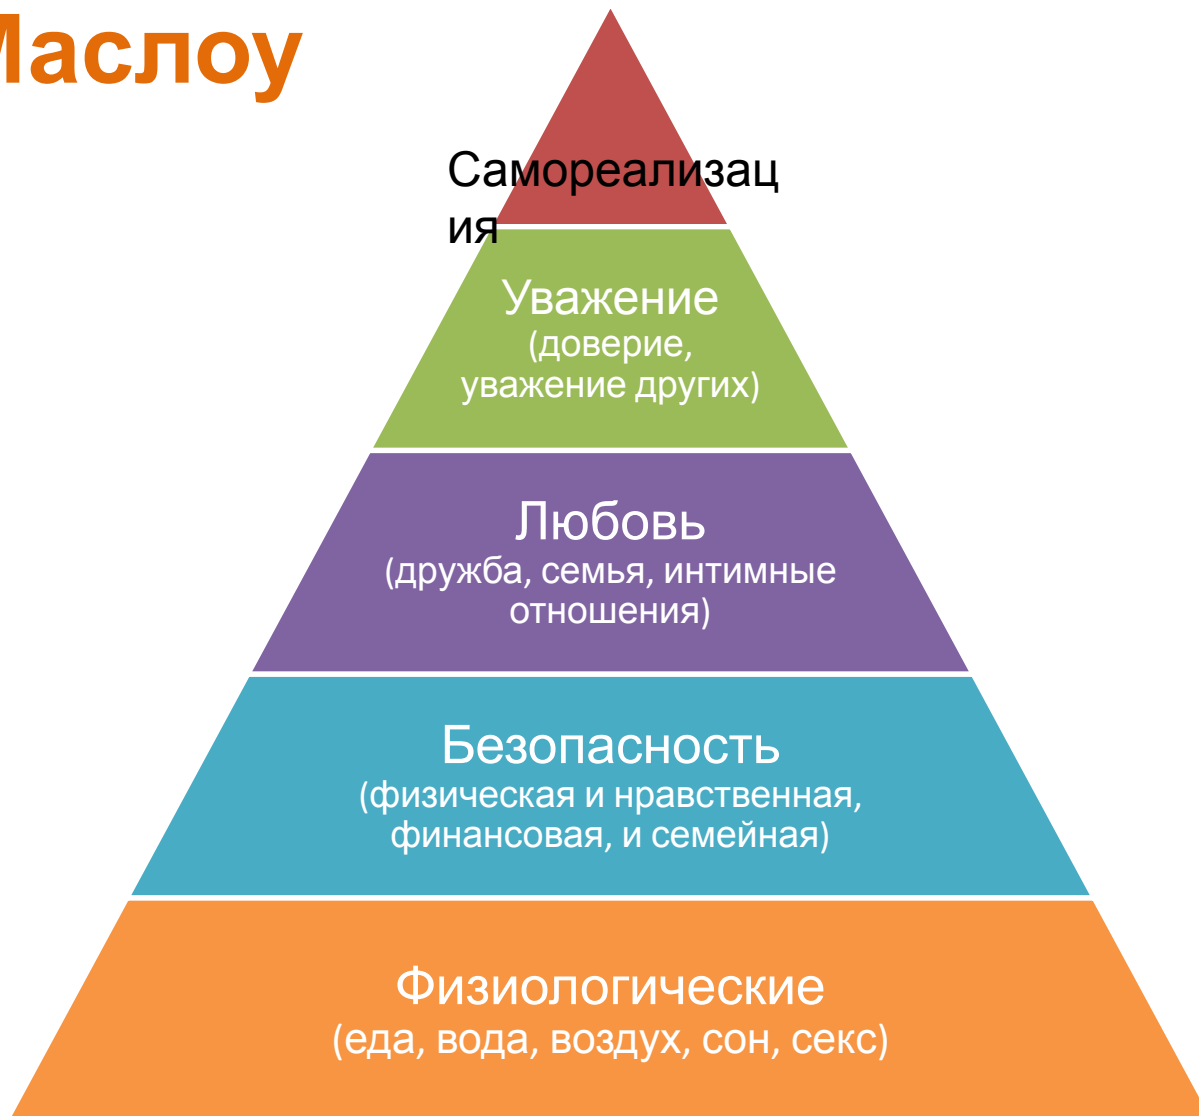 Маслоу
Самореализац
ия
Уважение
(доверие,
уважение других)
Любовь
(дружба, семья, интимные
отношения)
Безопасность
(физическая и нравственная,
финансовая, и семейная)
Физиологические
(еда, вода, воздух, сон, секс)